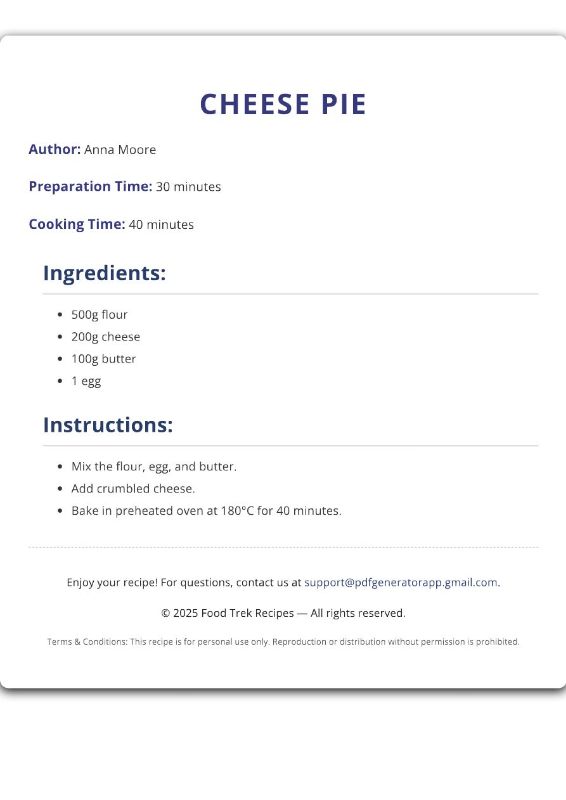 CHEESE PIE
Author: Anna Moore
Preparation Time: 30 minutes
Cooking Time: 40 minutes
Ingredients:
• 500g flour
• 200g cheese
• 100g butter
• 1 egg
Instructions:
• Mix the flour, egg, and butter.
• Add crumbled cheese.
• Bake in preheated oven at 180°C for 40 minutes.
Enjoy your recipe! For questions, contact us at support@pdfgeneratorapp.gmail.com.
© 2025 Food Trek Recipes — All rights reserved.
Terms & Conditions: This recipe is for personal use only. Reproduction or distribution without permission is prohibited.